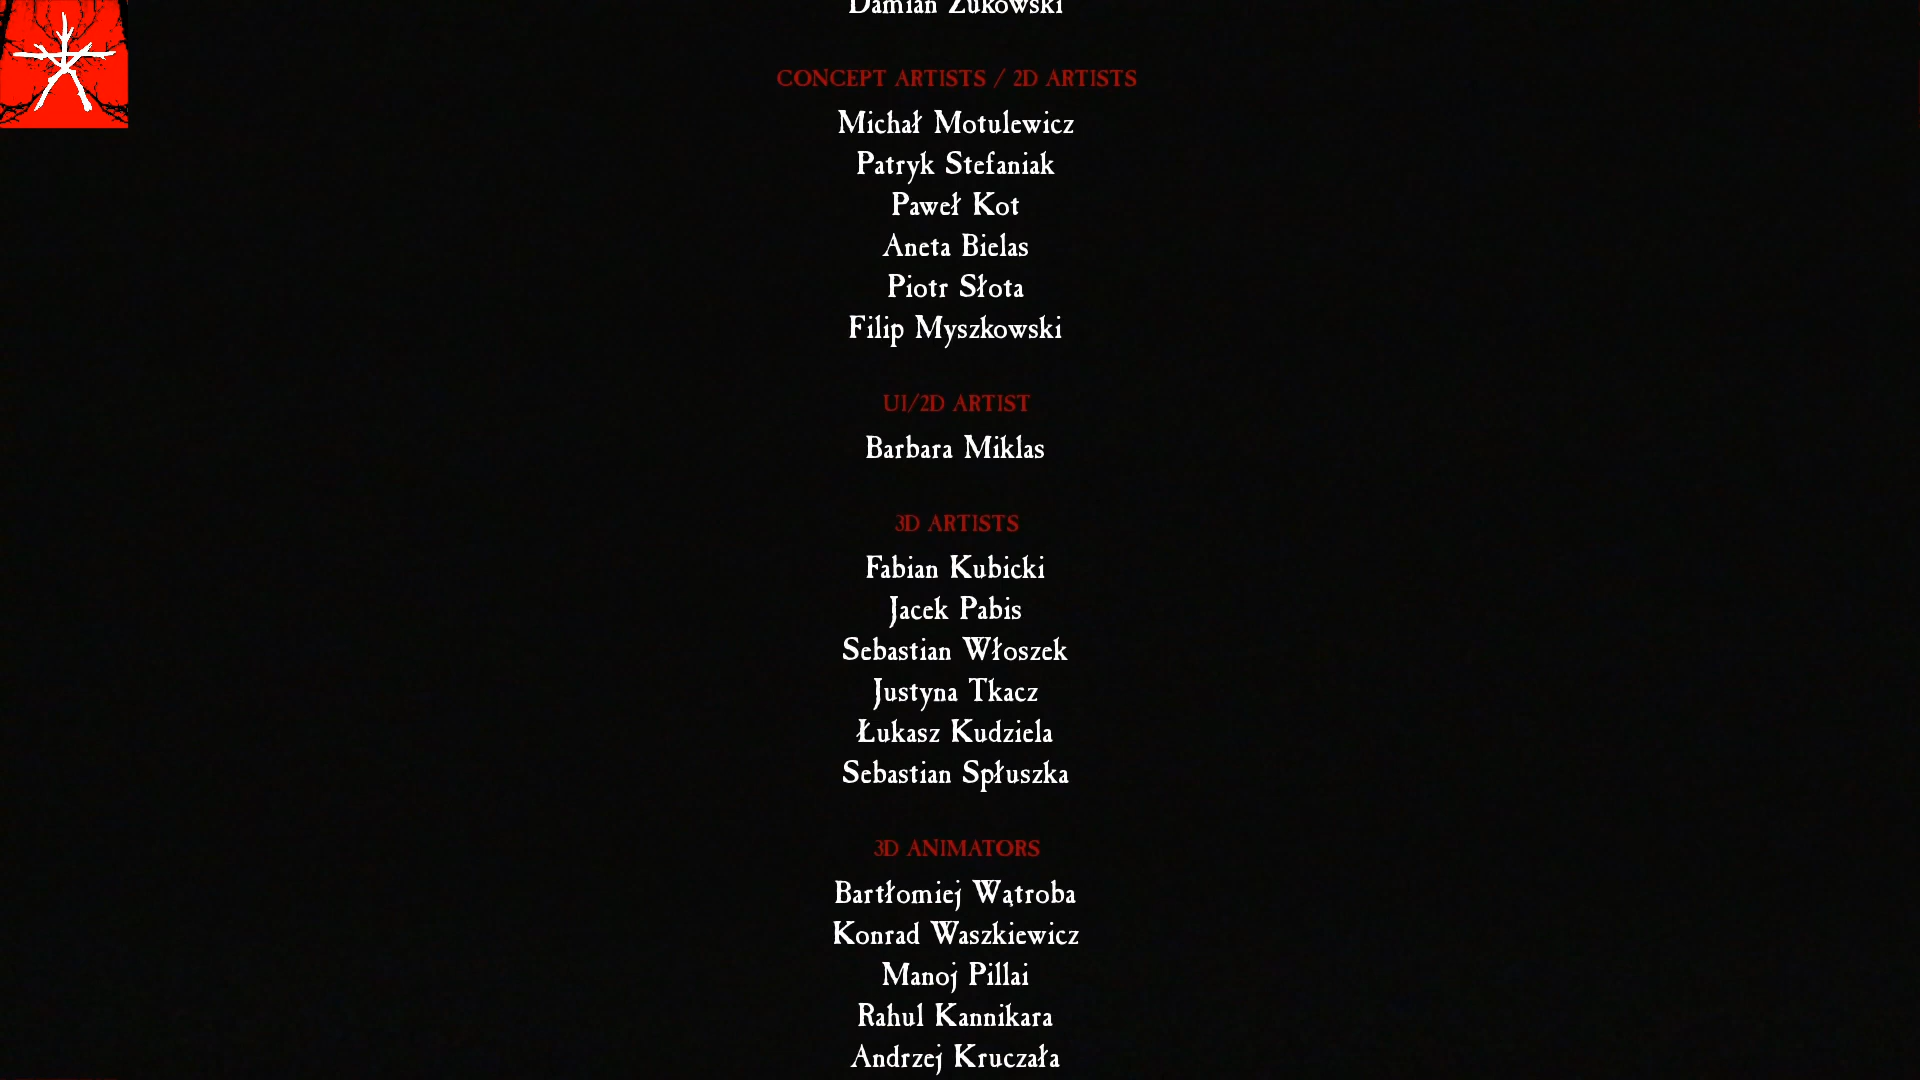 Damian Żukowski
CONCEPT ARTISTS / 2D ARTISTS
Michał Motulewicz
Patryk Stefaniak
Paweł Kot
Aneta Bielas
Piotr Słota
Filip Myszkowski
UI/2D ARTIST
Barbara Miklas
3D ARTISTS
Fabian Kubicki
Jacek Pabis
Sebastian Włoszek
Justyna Tkacz
Łukasz Kudziela
Sebastian Spłuszka
3D ANIMATORS
Bartłomiej Wątroba
Konrad Waszkiewicz
Manoj Pillai
Rahul Kannikara
Andrzej Kruczała